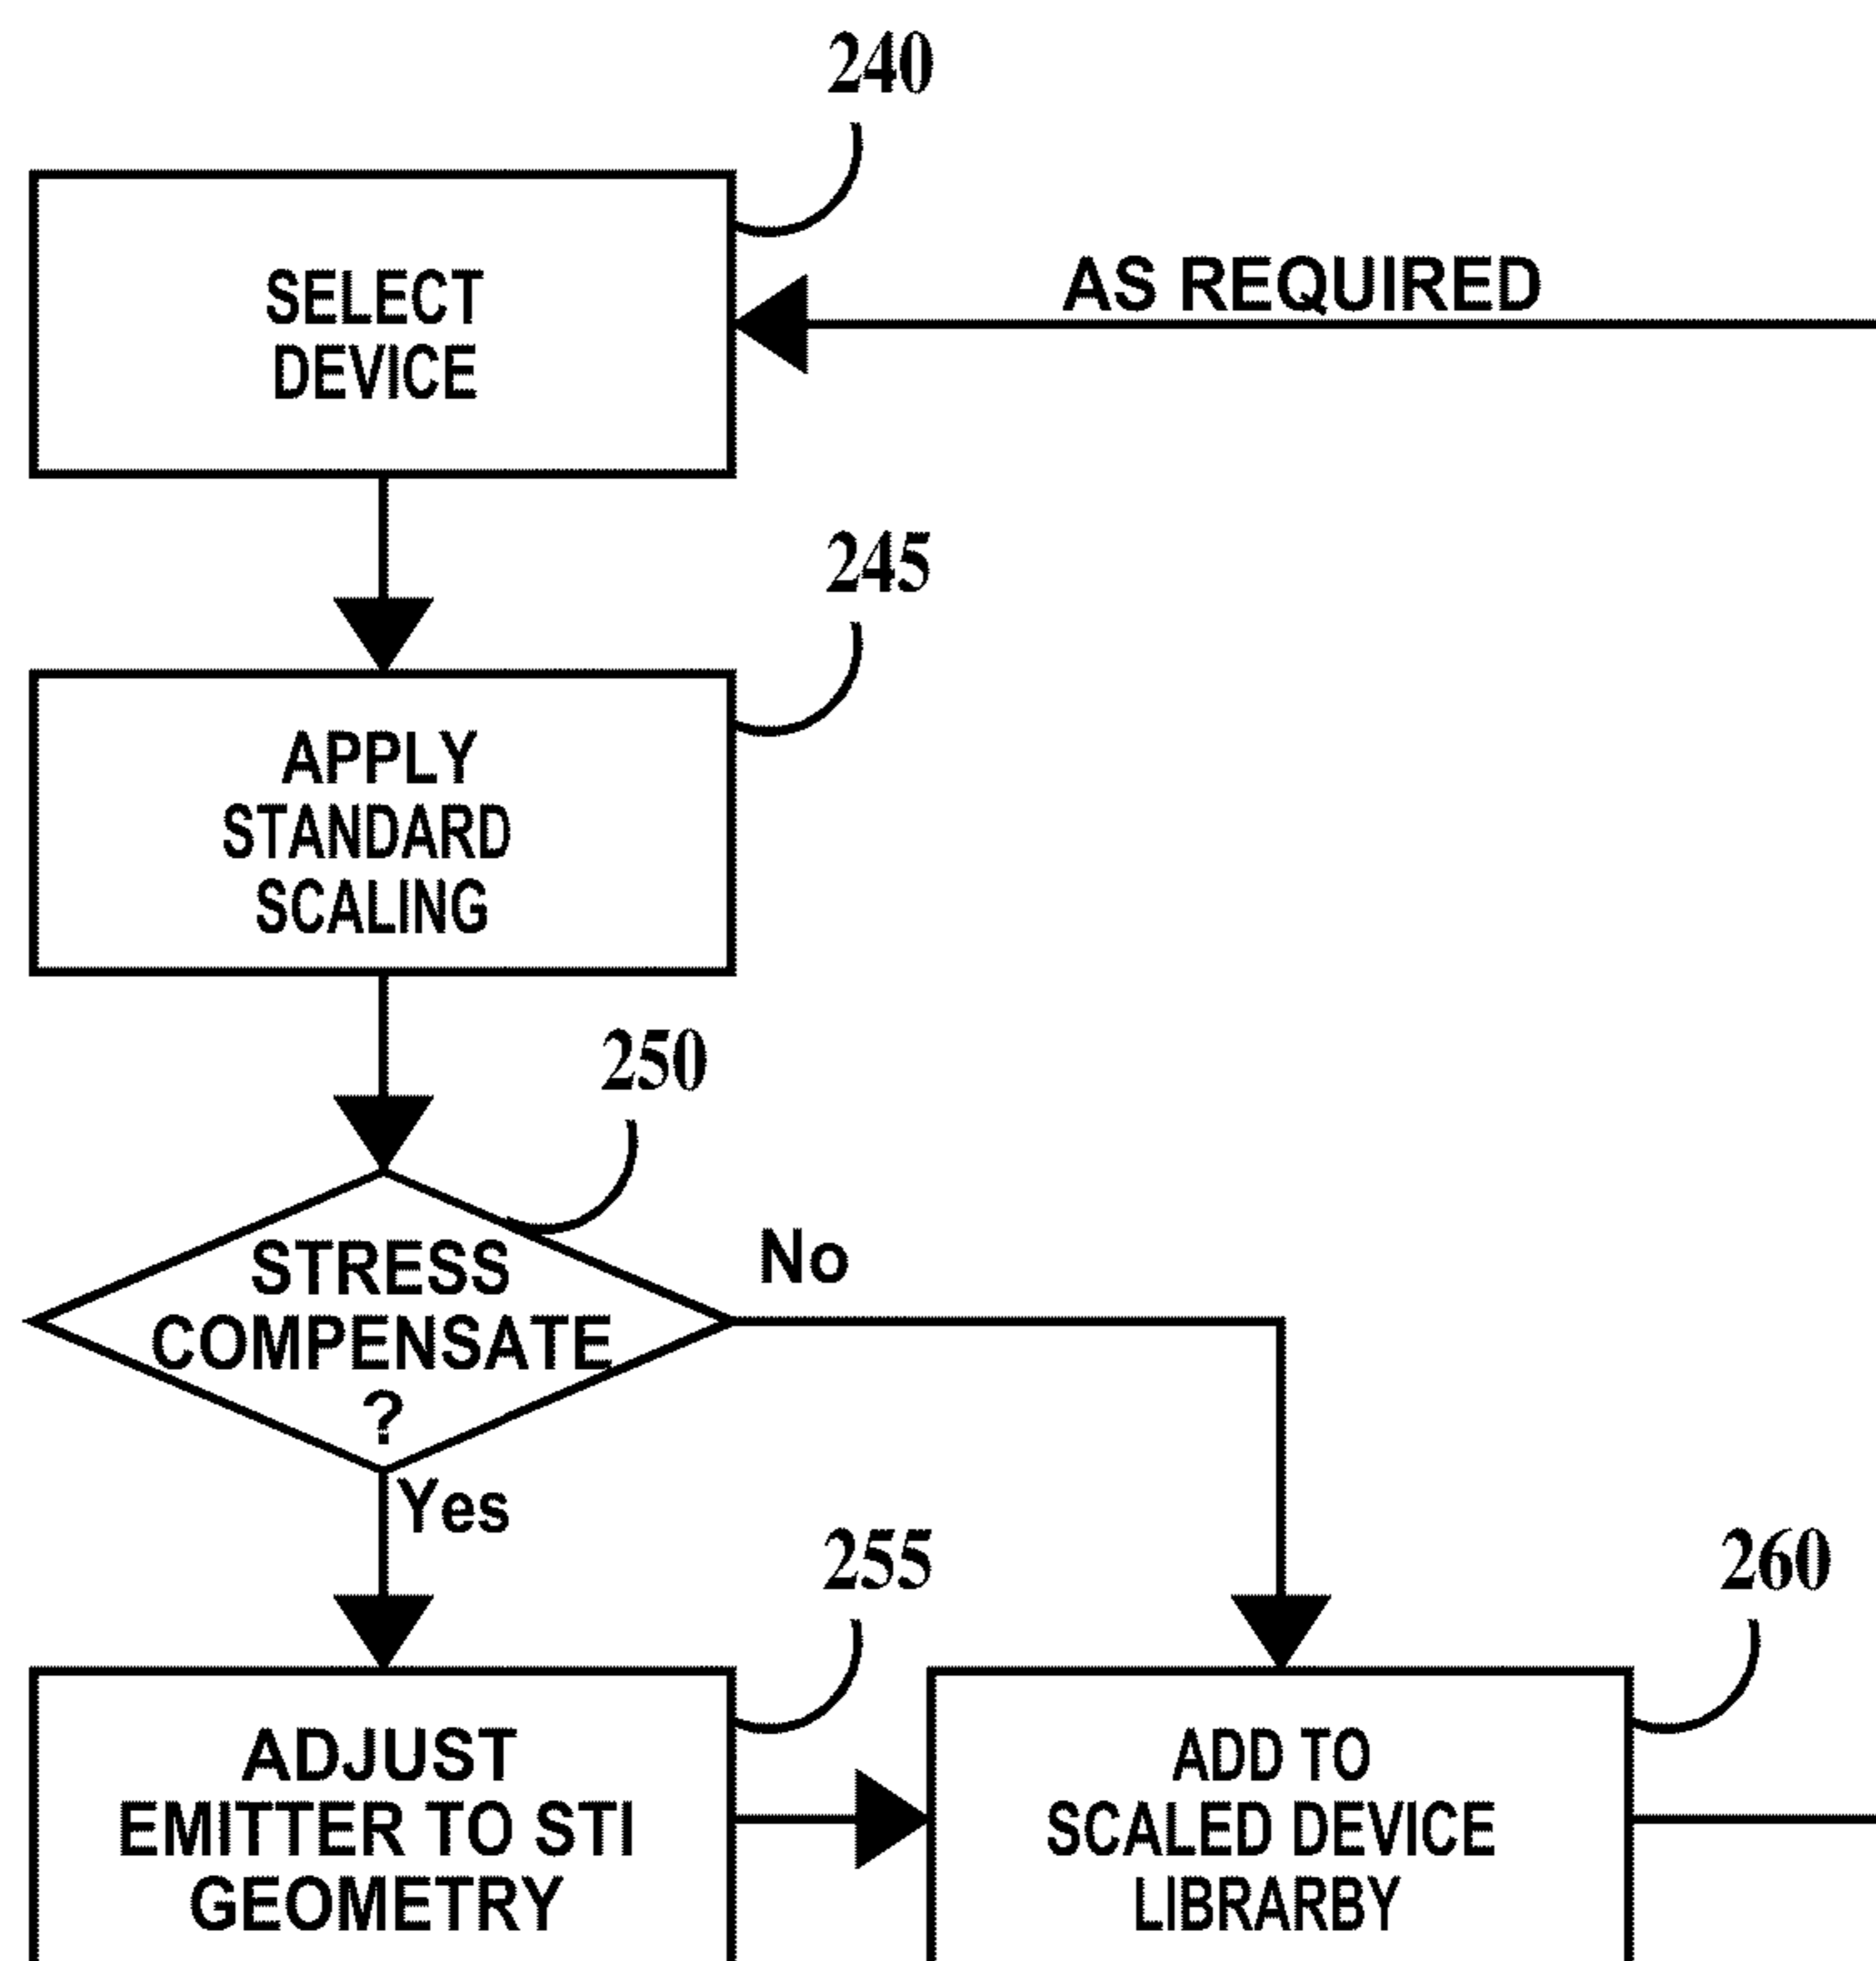 240
SELECT
DEVICE
AS REQUIRED
245
APPLY
STANDARD
SCALING
250
STRESS
COMPENSATE
?
No
Yes
255
ADJUST
EMITTER TO STI
GEOMETRY
260
ADD TO
SCALED DEVICE
LIBRARBY